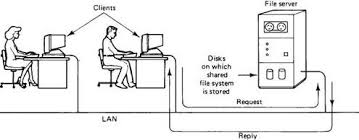 Clients
File server
Disks
on which
shared
file system
is stored
Request
LAN
Reply